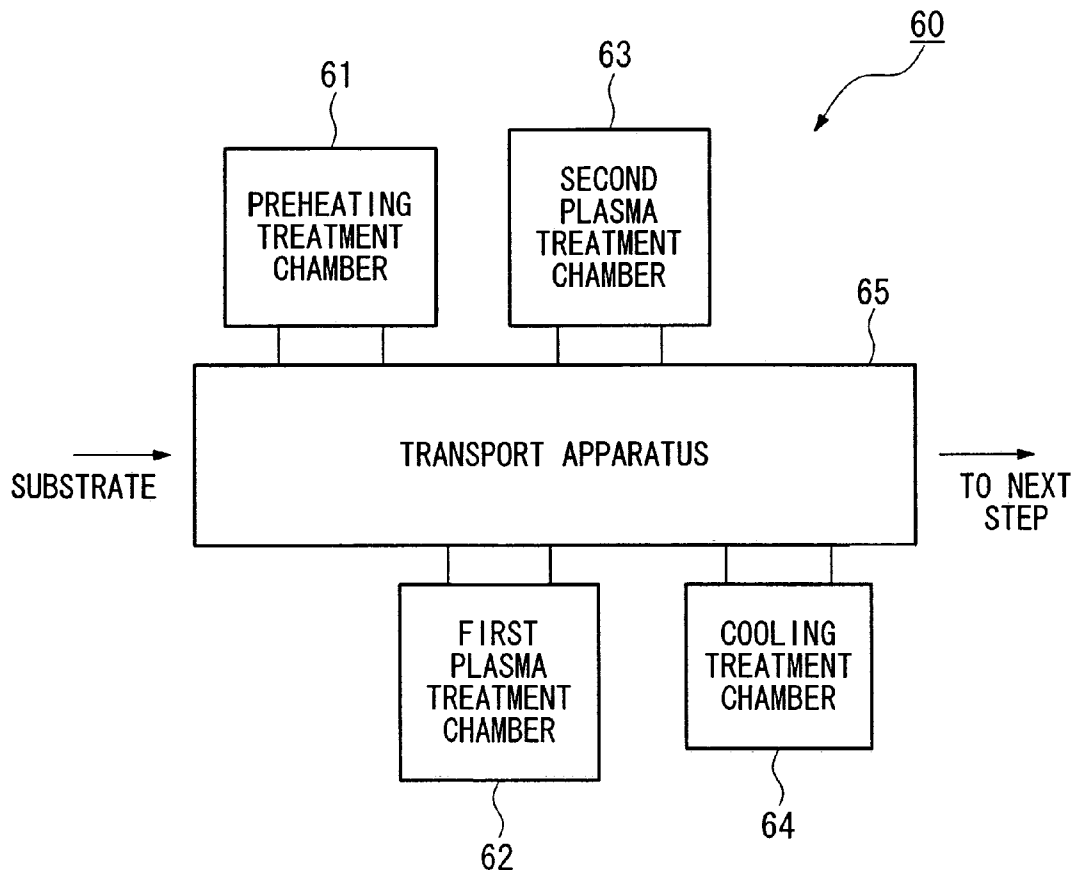 60
61
63
PREHEATING
TREATMENT
CHAMBER
SECOND
PLASMA
TREATMENT
CHAMBER
65
TRANSPORT APPARATUS
SUBSTRATE
TO NEXT
STEP
FIRST
PLASMA
TREATMENT
CHAMBER
COOLING
TREATMENT
CHAMBER
62
64